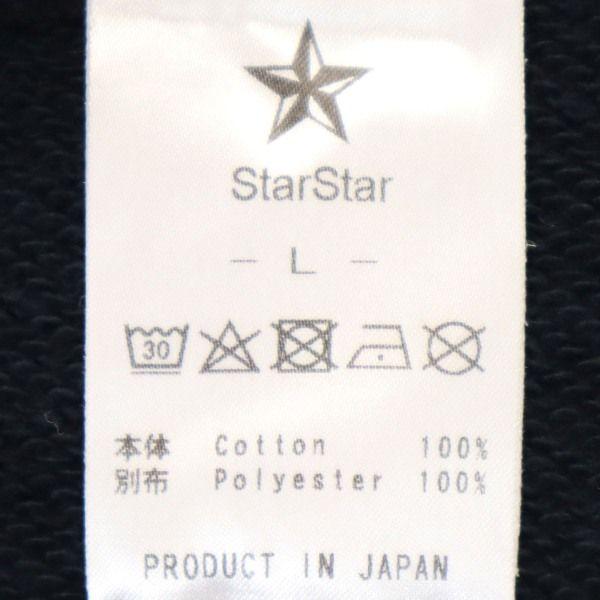 StarStar
- L -
30
本体 Cotton 100%
別布 Polyester 100%
PRODUCT IN JAPAN